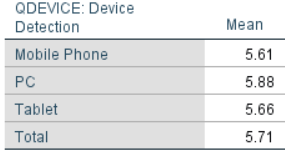 QDEVICE: Device
Detection Mean
Mobile Phone 5.61
PC 5.88
Tablet 5.66
Total 5.71